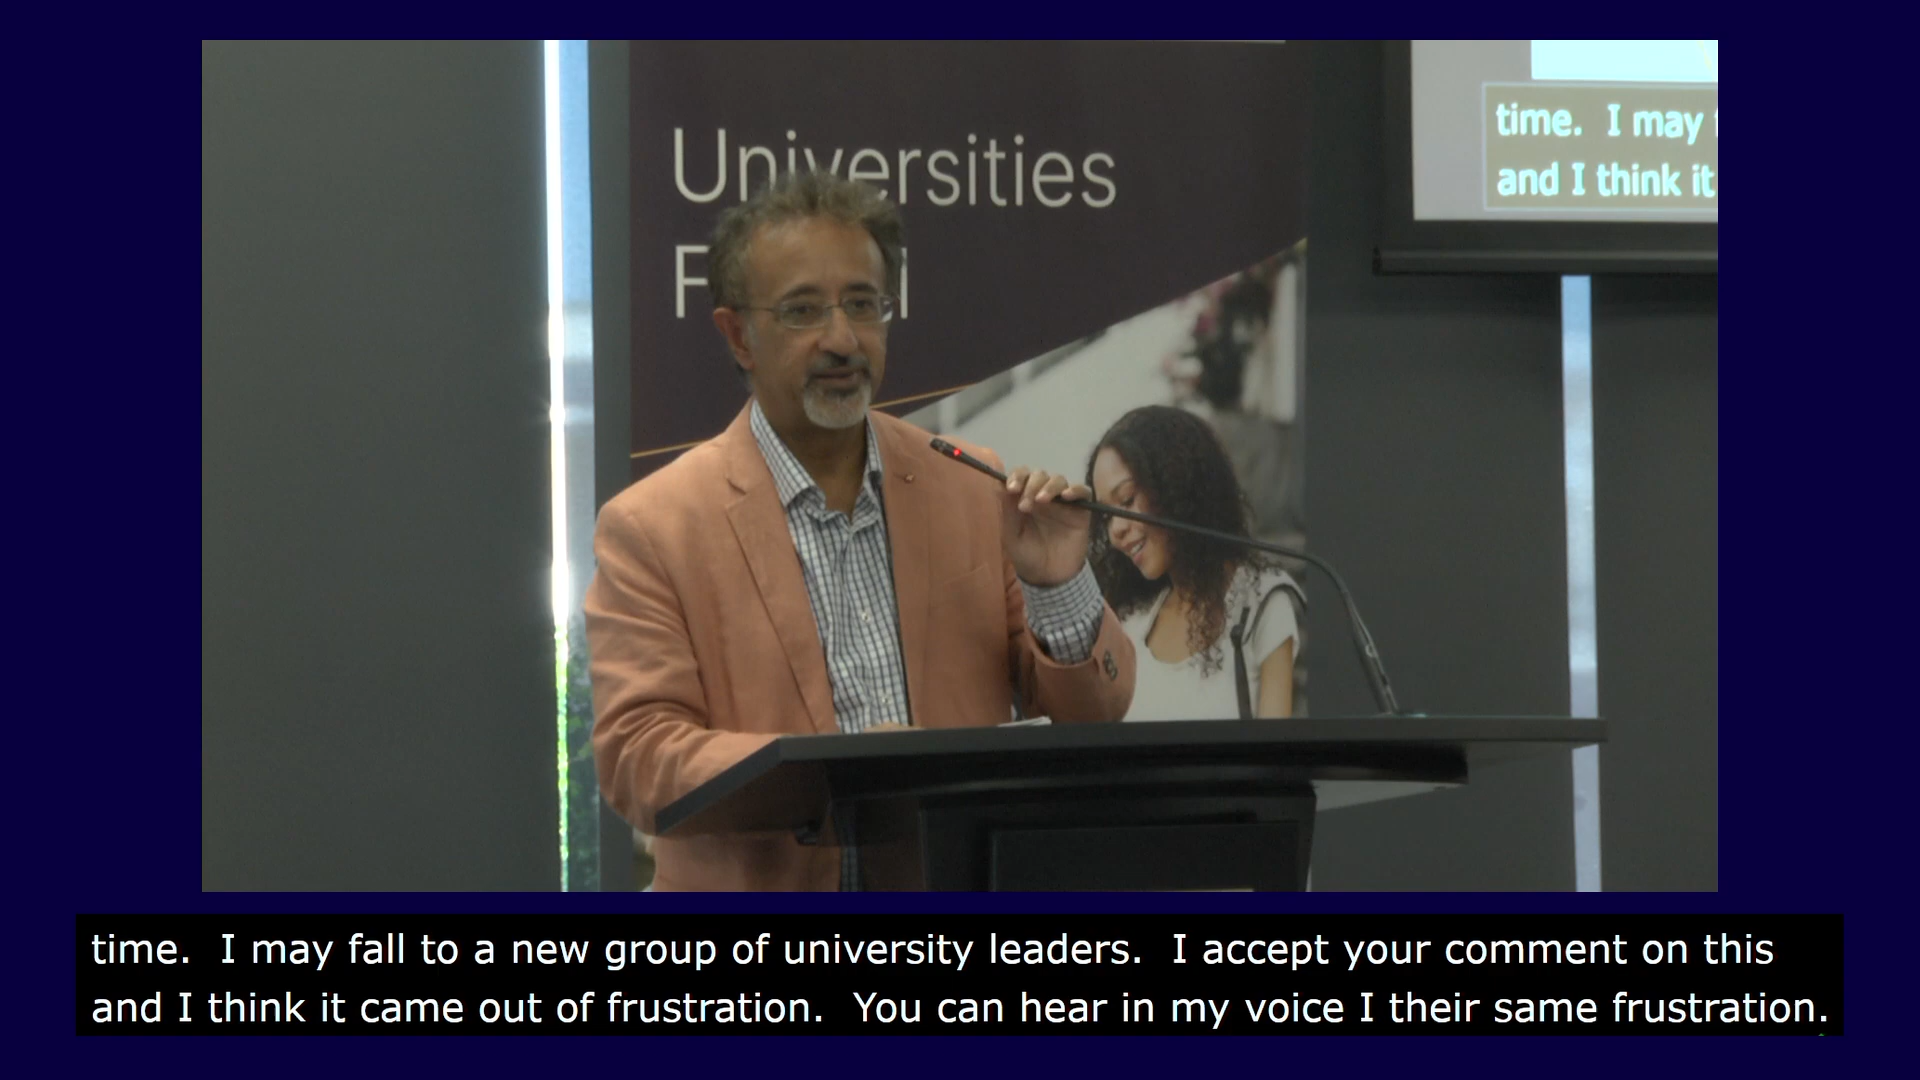 Universities
time.  I may
and I think it
time.  I may fall to a new group of university leaders.  I accept your comment on this
and I think it came out of frustration.  You can hear in my voice I their same frustration.